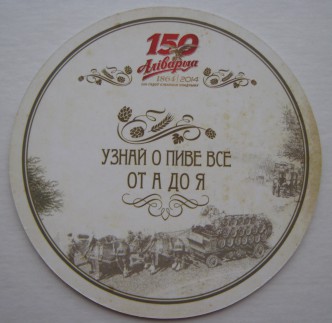 150
Аліварыя
1864 2014
УЗНАЙ О ПИВЕ ВСЕ
ОТ А ДО Я